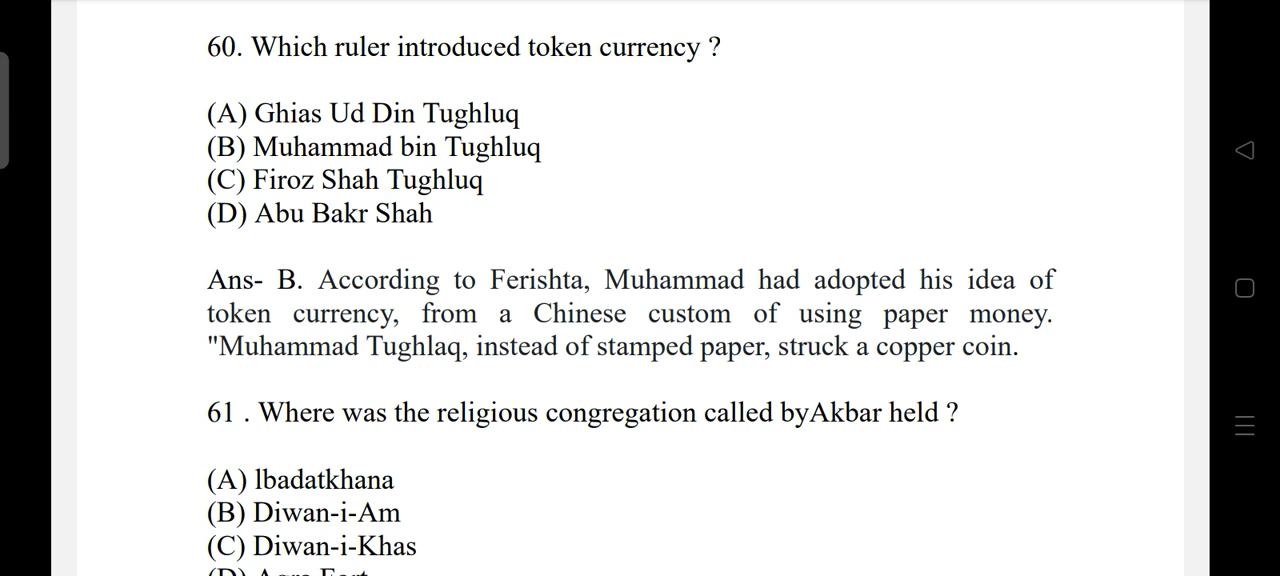 60. Which ruler introduced token currency ?
(A) Ghias Ud Din Tughluq
(B) Muhammad bin Tughluq
(C) Firoz Shah Tughluq
(D) Abu Bakr Shah
Ans- B. According to Ferishta, Muhammad had adopted his idea of
token currency, from a Chinese custom of using paper money.
"Muhammad Tughlaq, instead of stamped paper, struck a copper coin.
61 . Where was the religious congregation called byAkbar held ?
(A) lbadatkhana
(B) Diwan-i-Am
(C) Diwan-i-Khas
(D) Agra Fort